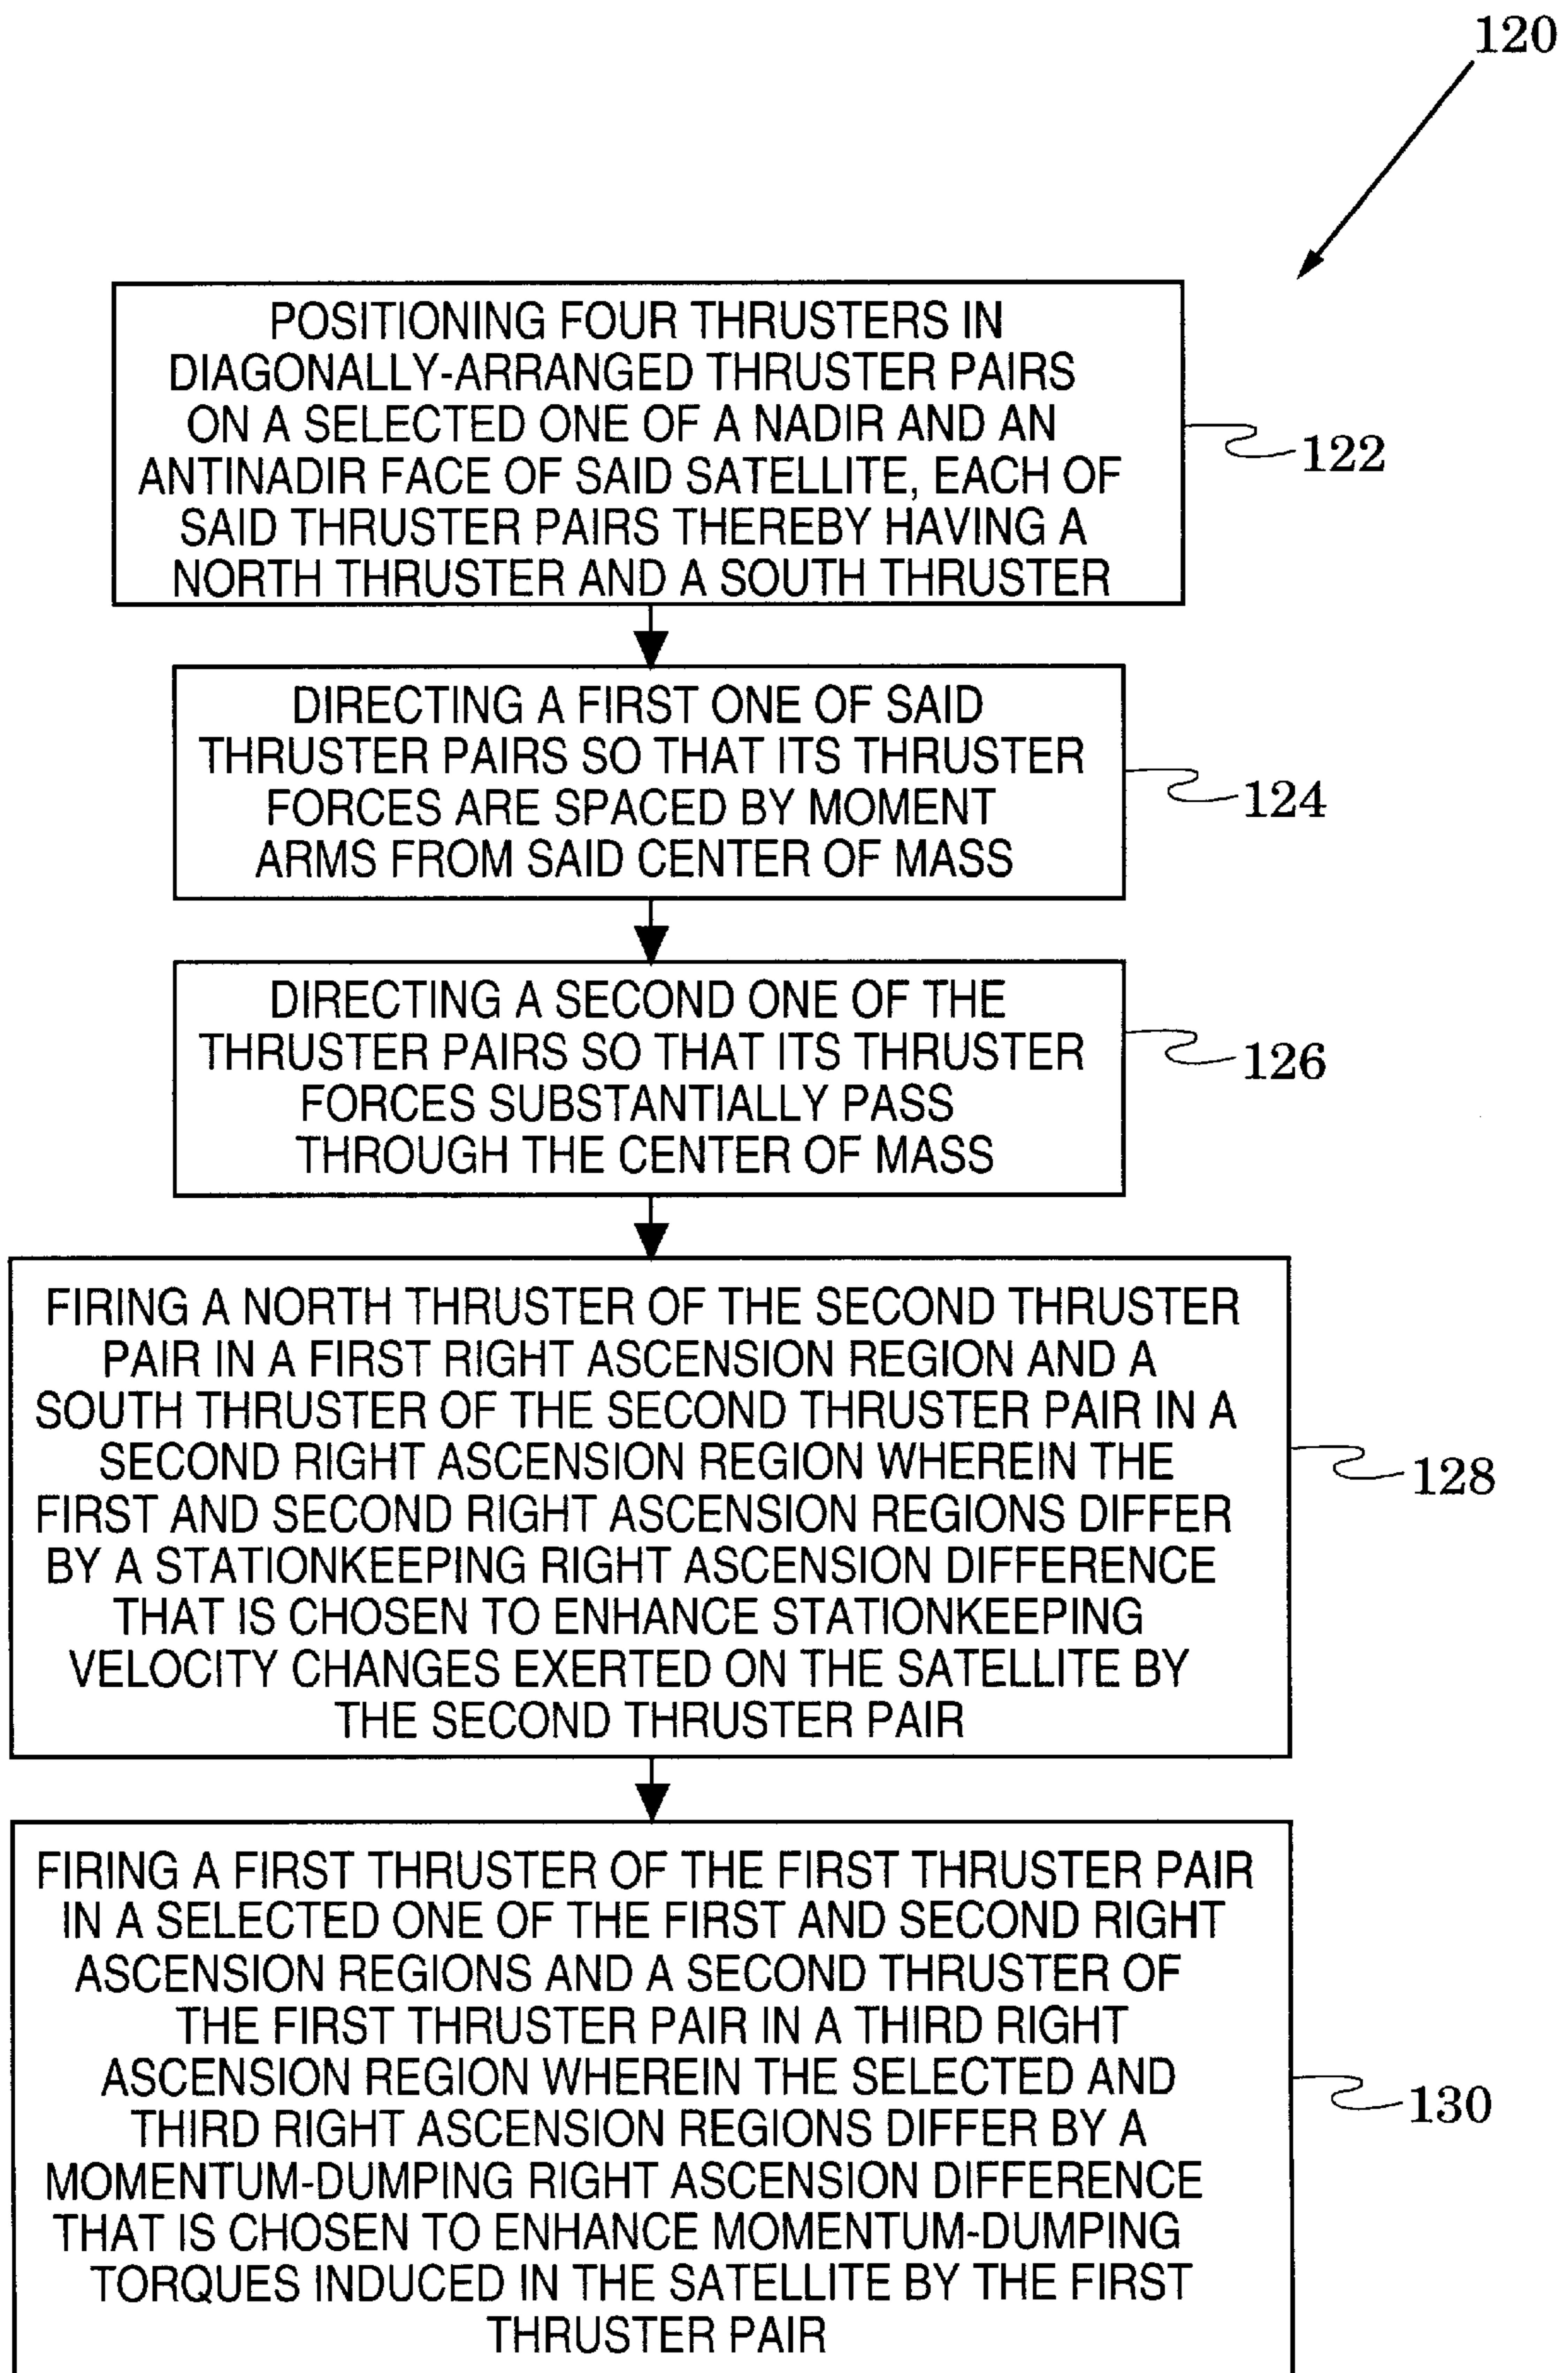 120
POSITIONING FOUR THRUSTERS IN
DIAGONALLY-ARRANGED THRUSTER PAIRS
ON A SELECTED ONE OF A NADIR AND AN
ANTINADIR FACE OF SAID SATELLITE, EACH OF
SAID THRUSTER PAIRS THEREBY HAVING A
NORTH THRUSTER AND A SOUTH THRUSTER
122
DIRECTING A FIRST ONE OF SAID
THRUSTER PAIRS SO THAT ITS THRUSTER
FORCES ARE SPACED BY MOMENT
ARMS FROM SAID CENTER OF MASS
124
DIRECTING A SECOND ONE OF THE
THRUSTER PAIRS SO THAT ITS THRUSTER
FORCES SUBSTANTIALLY PASS
THROUGH THE CENTER OF MASS
126
FIRING A NORTH THRUSTER OF THE SECOND THRUSTER
PAIR IN A FIRST RIGHT ASCENSION REGION AND A
SOUTH THRUSTER OF THE SECOND THRUSTER PAIR IN A
SECOND RIGHT ASCENSION REGION WHEREIN THE
FIRST AND SECOND RIGHT ASCENSION REGIONS DIFFER
BY A STATIONKEEPING RIGHT ASCENSION DIFFERENCE
THAT IS CHOSEN TO ENHANCE STATIONKEEPING
VELOCITY CHANGES EXERTED ON THE SATELLITE BY
THE SECOND THRUSTER PAIR
128
FIRING A FIRST THRUSTER OF THE FIRST THRUSTER PAIR
IN A SELECTED ONE OF THE FIRST AND SECOND RIGHT
ASCENSION REGIONS AND A SECOND THRUSTER OF
THE FIRST THRUSTER PAIR IN A THIRD RIGHT
ASCENSION REGION WHEREIN THE SELECTED AND
THIRD RIGHT ASCENSION REGIONS DIFFER BY A
MOMENTUM-DUMPING RIGHT ASCENSION DIFFERENCE
THAT IS CHOSEN TO ENHANCE MOMENTUM-DUMPING
TORQUES INDUCED IN THE SATELLITE BY THE FIRST
THRUSTER PAIR
130